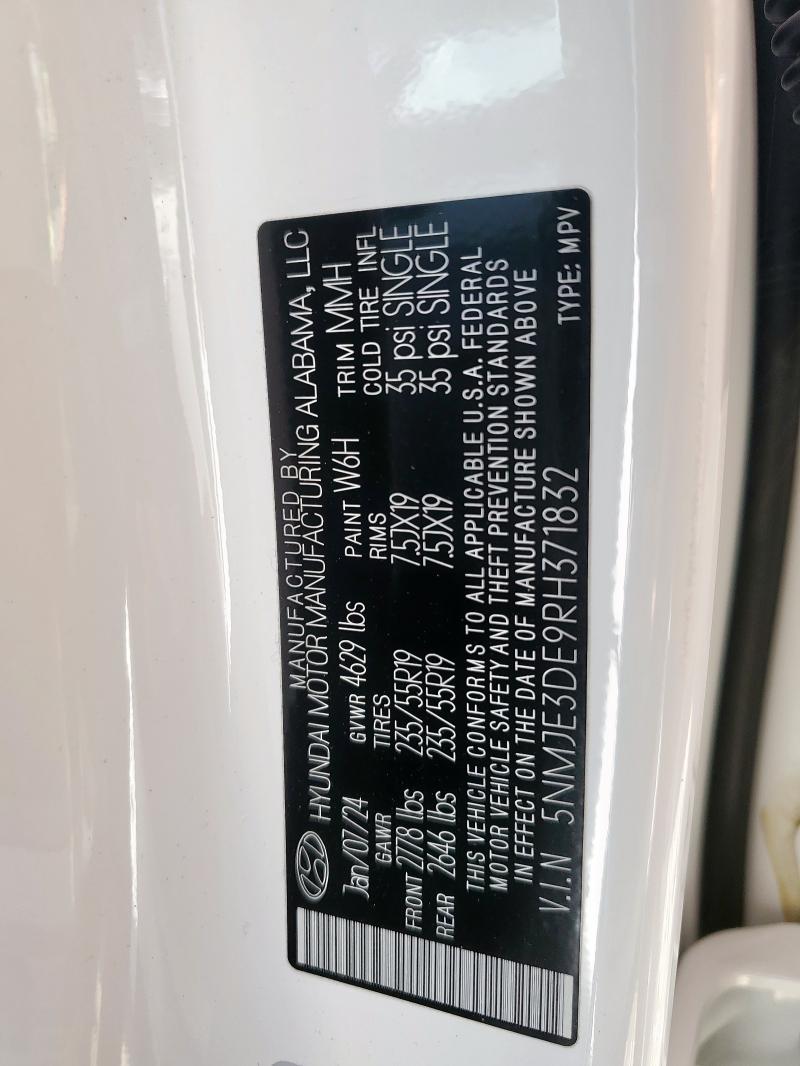 MANUFACTURED BY
HYUNDAI MOTOR MANUFACTURING ALABAMA, LLC
Jan/07/24 GVWR 4629 lbs PAINT W6H TRIM MMH
GAWR TIRES RIMS COLD TIRE INFL
FRONT 2778 lbs 235/55R19 7.5JX19 35 psi SINGLE
REAR 2646 lbs 235/55R19 7.5JX19 35 psi SINGLE
THIS VEHICLE CONFORMS TO ALL APPLICABLE U.S.A. FEDERAL
MOTOR VEHICLE SAFETY AND THEFT PREVENTION STANDARDS
IN EFFECT ON THE DATE OF MANUFACTURE SHOWN ABOVE
V.I.N 5NMJE3DE9RH371832 TYPE: MPV